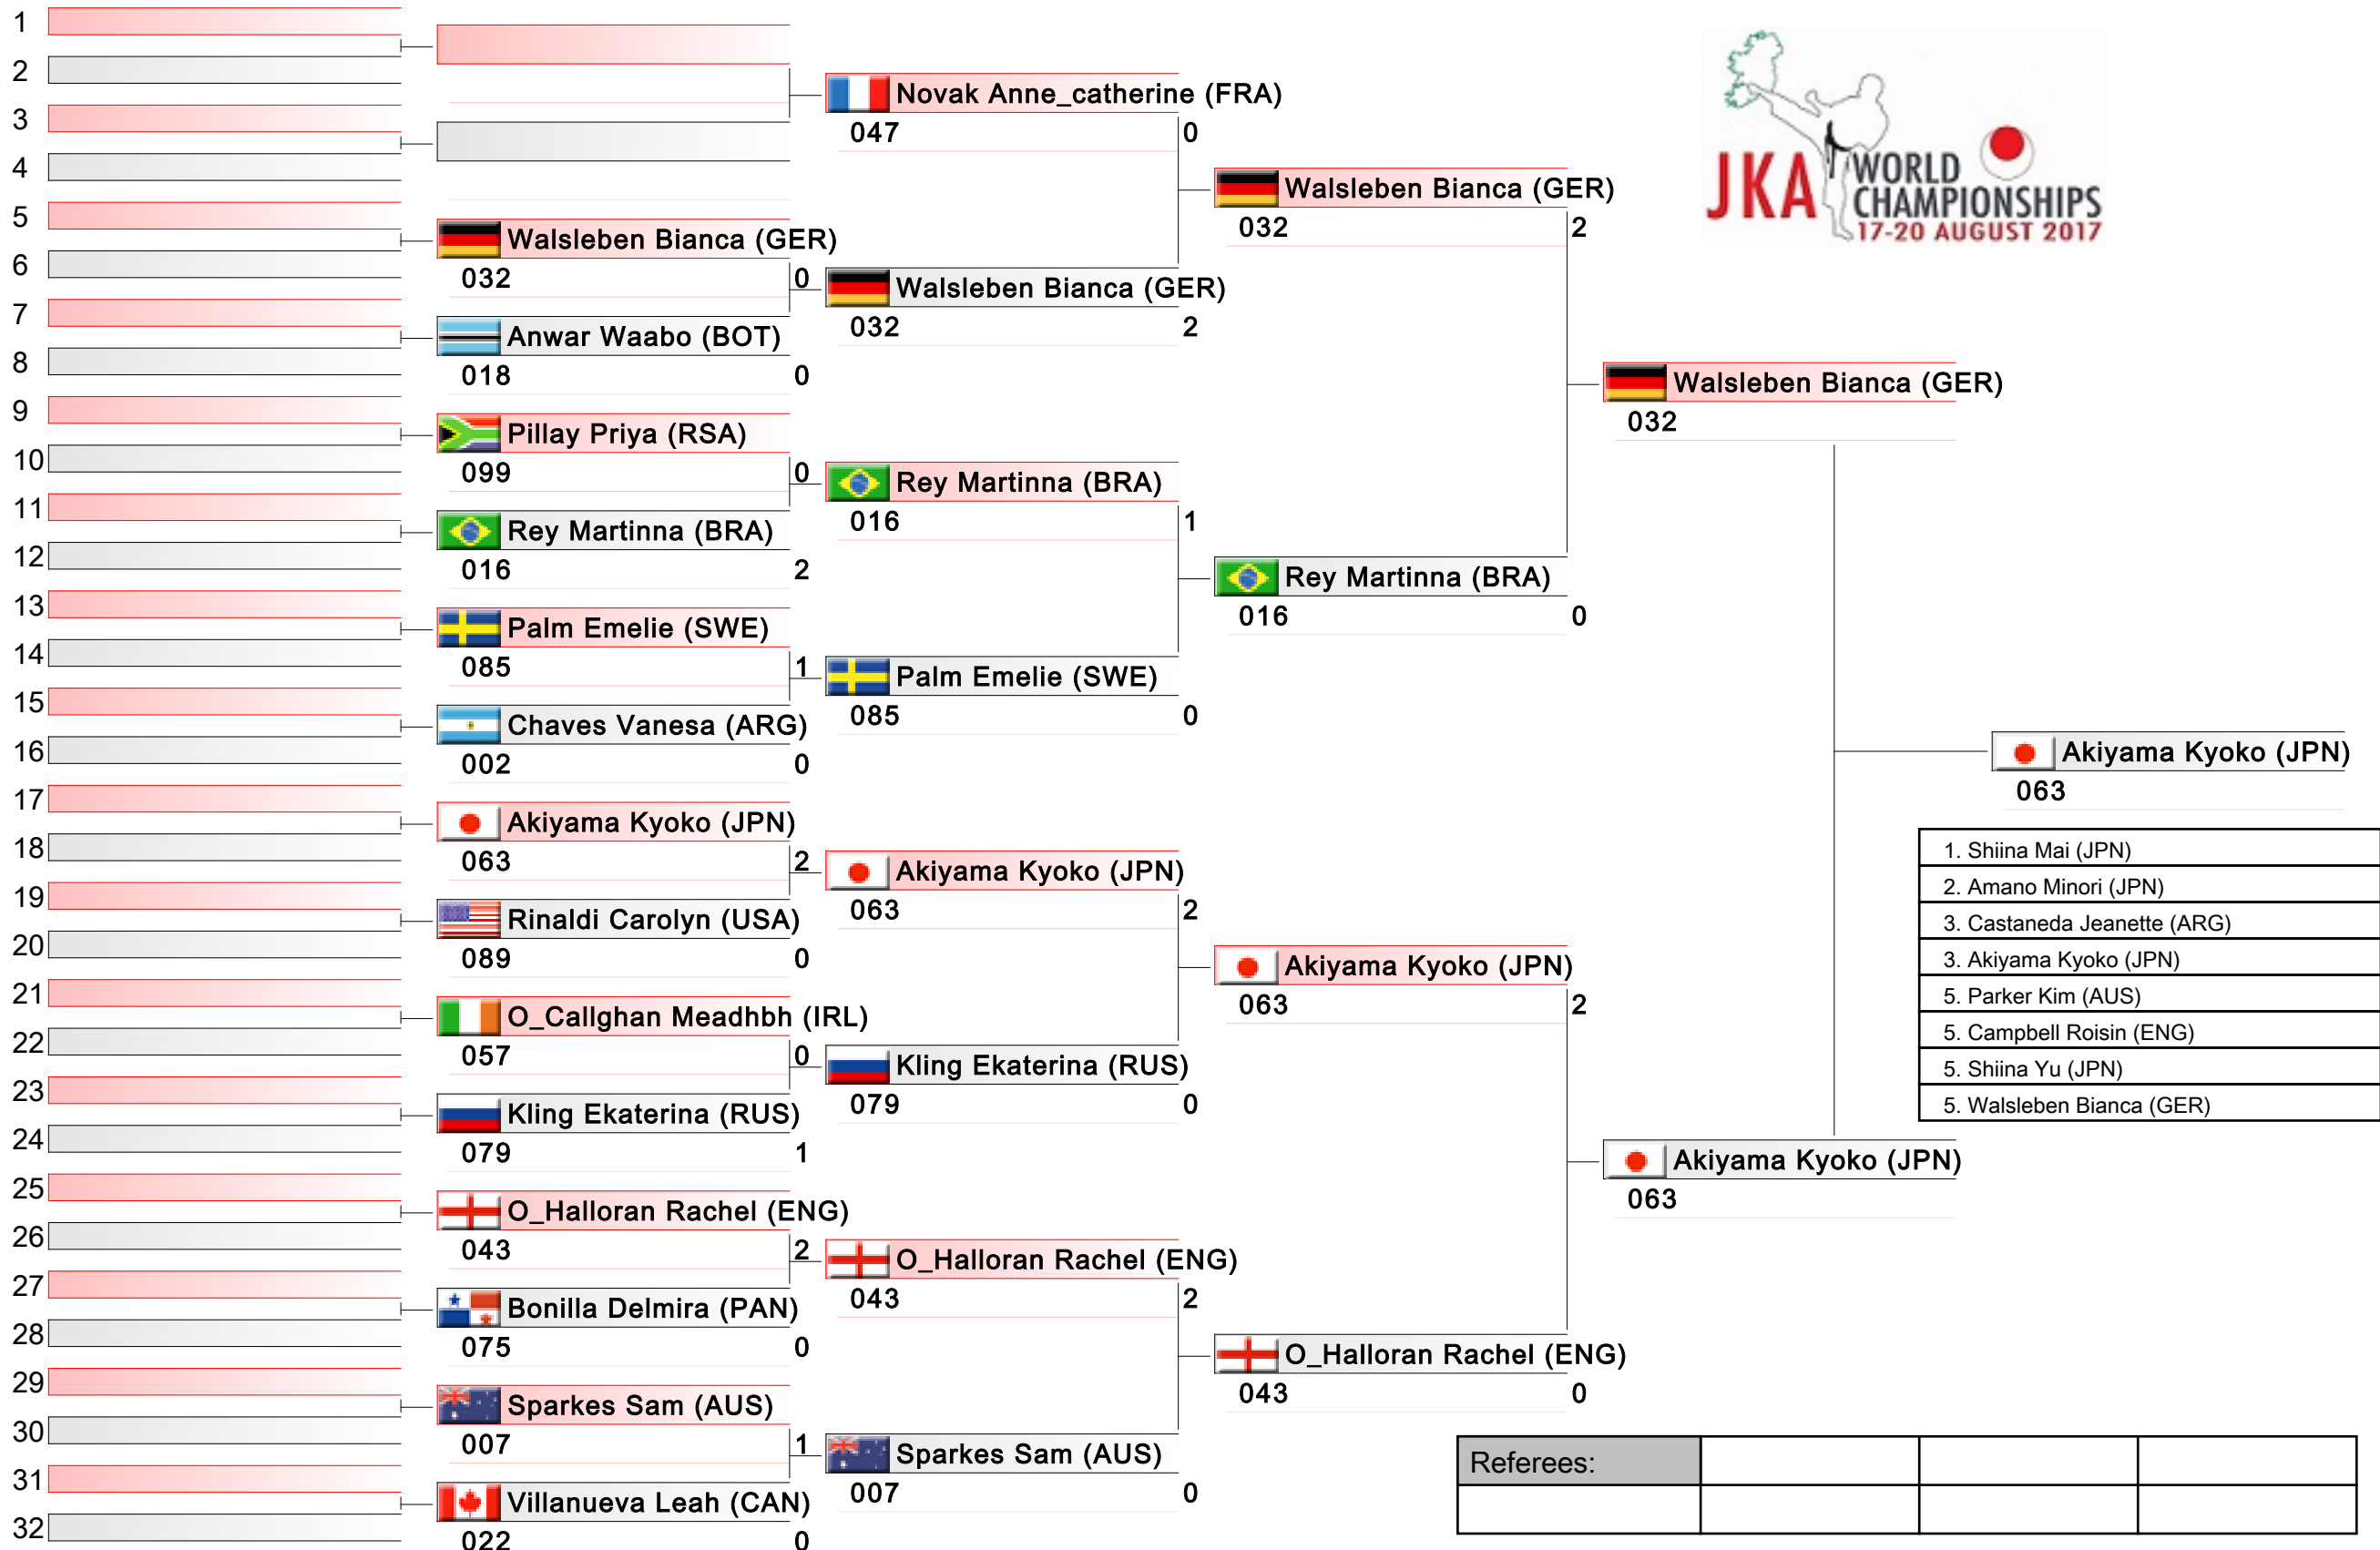 1
2
3
4
5
6
7
8
9
10
11
12
13
14
15
16
17
18
19
20
21
22
23
24
25
26
27
28
29
30
31
32
Walsleben Bianca (GER)
032 0
Anwar Waabo (BOT)
018 0
Pillay Priya (RSA)
099 0
Rey Martinna (BRA)
016 2
Palm Emelie (SWE)
085 1
Chaves Vanesa (ARG)
002 0
Akiyama Kyoko (JPN)
063 2
Rinaldi Carolyn (USA)
089 0
O_Callghan Meadhbh (IRL)
057 0
Kling Ekaterina (RUS)
079 1
O_Halloran Rachel (ENG)
043 2
Bonilla Delmira (PAN)
075 0
Sparkes Sam (AUS)
007 1
Villanueva Leah (CAN)
022 0
Novak Anne_catherine (FRA)
047 0
Walsleben Bianca (GER)
032 2
Rey Martinna (BRA)
016 1
Palm Emelie (SWE)
085 0
Akiyama Kyoko (JPN)
063 2
Kling Ekaterina (RUS)
079 0
O_Halloran Rachel (ENG)
043 2
Sparkes Sam (AUS)
007 0
Walsleben Bianca (GER)
032 2
Rey Martinna (BRA)
016 0
Akiyama Kyoko (JPN)
063 2
O_Halloran Rachel (ENG)
043 0
Walsleben Bianca (GER)
032
Akiyama Kyoko (JPN)
063
Akiyama Kyoko (JPN)
063
JKA WORLD
CHAMPIONSHIPS
17-20 AUGUST 2017
1. Shiina Mai (JPN)
2. Amano Minori (JPN)
3. Castaneda Jeanette (ARG)
3. Akiyama Kyoko (JPN)
5. Parker Kim (AUS)
5. Campbell Roisin (ENG)
5. Shiina Yu (JPN)
5. Walsleben Bianca (GER)
Referees: